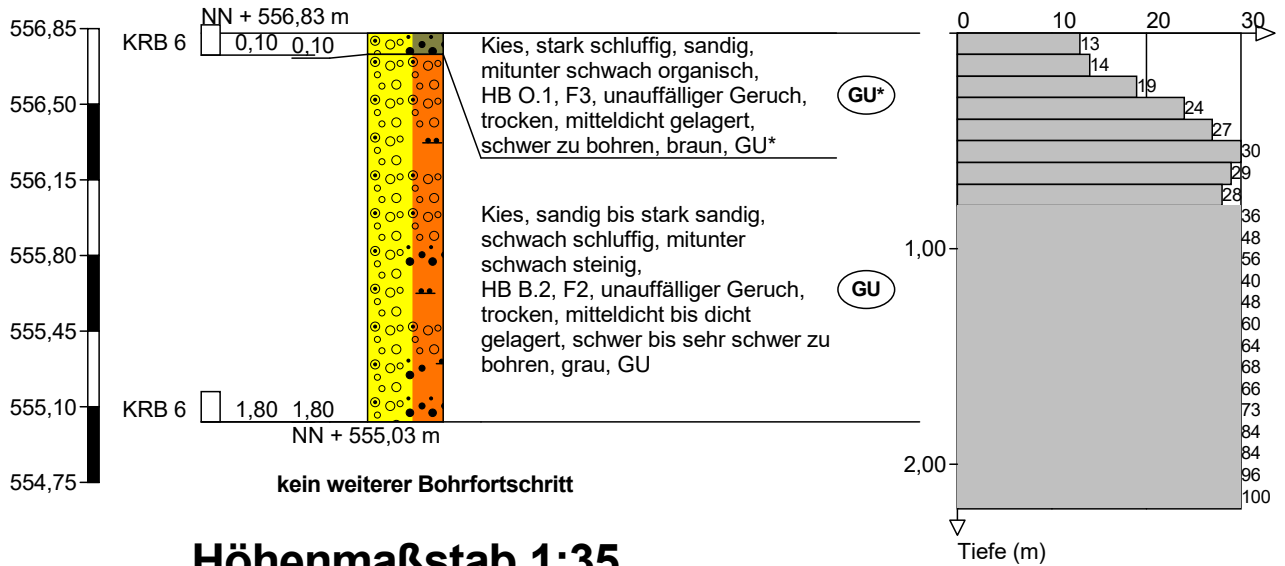 NN + 556,83 m
556,85
556,50
556,15
555,80
555,45
555,10
554,75
KRB 6
0,10 0,10
Kies, stark schluffig, sandig,
mitunter schwach organisch,
HB O.1, F3, unauffälliger Geruch,
trocken, mitteldicht gelagert,
schwer zu bohren, braun, GU*
GU*
Kies, sandig bis stark sandig,
schwach schluffig, mitunter
schwach steinig,
HB B.2, F2, unauffälliger Geruch,
trocken, mitteldicht bis dicht
gelagert, schwer bis sehr schwer zu
bohren, grau, GU
GU
KRB 6
1,80 1,80
NN + 555,03 m
kein weiterer Bohrfortschritt
Höhenmaßstab 1:35
0 10 20 30
13
14
19
24
27
30
29
28
36
48
56
40
48
60
64
68
66
73
84
84
96
100
1,00
2,00
Tiefe (m)